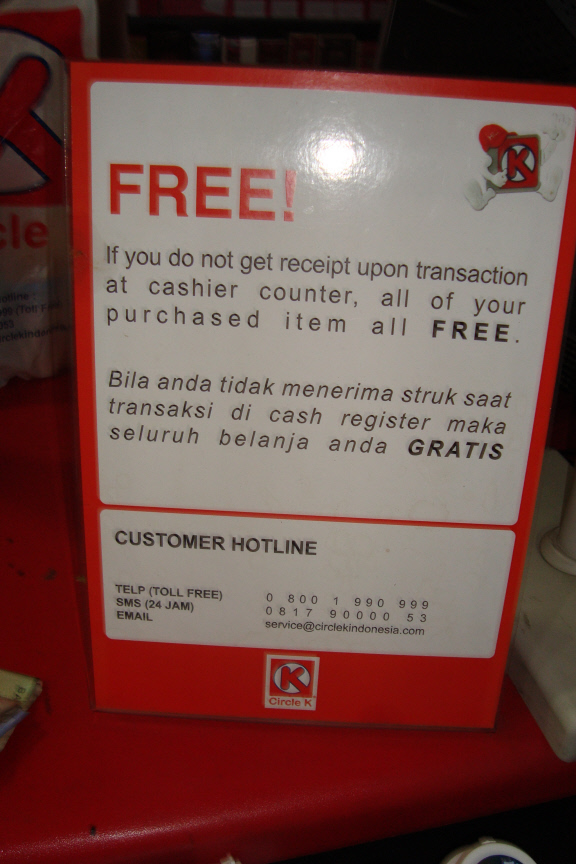 FREE!
If you do not get receipt upon transaction
at cashier counter, all of your
purchased item all FREE.
Bila anda tidak menerima struk saat
transaksi di cash register maka
seluruh belanja anda GRATIS
CUSTOMER HOTLINE
TELP (TOLL FREE) 0 800 1 990 999
SMS (24 JAM) 0817 90000 53
EMAIL service@circlekindonesia.com
K
Circle K
K
cle